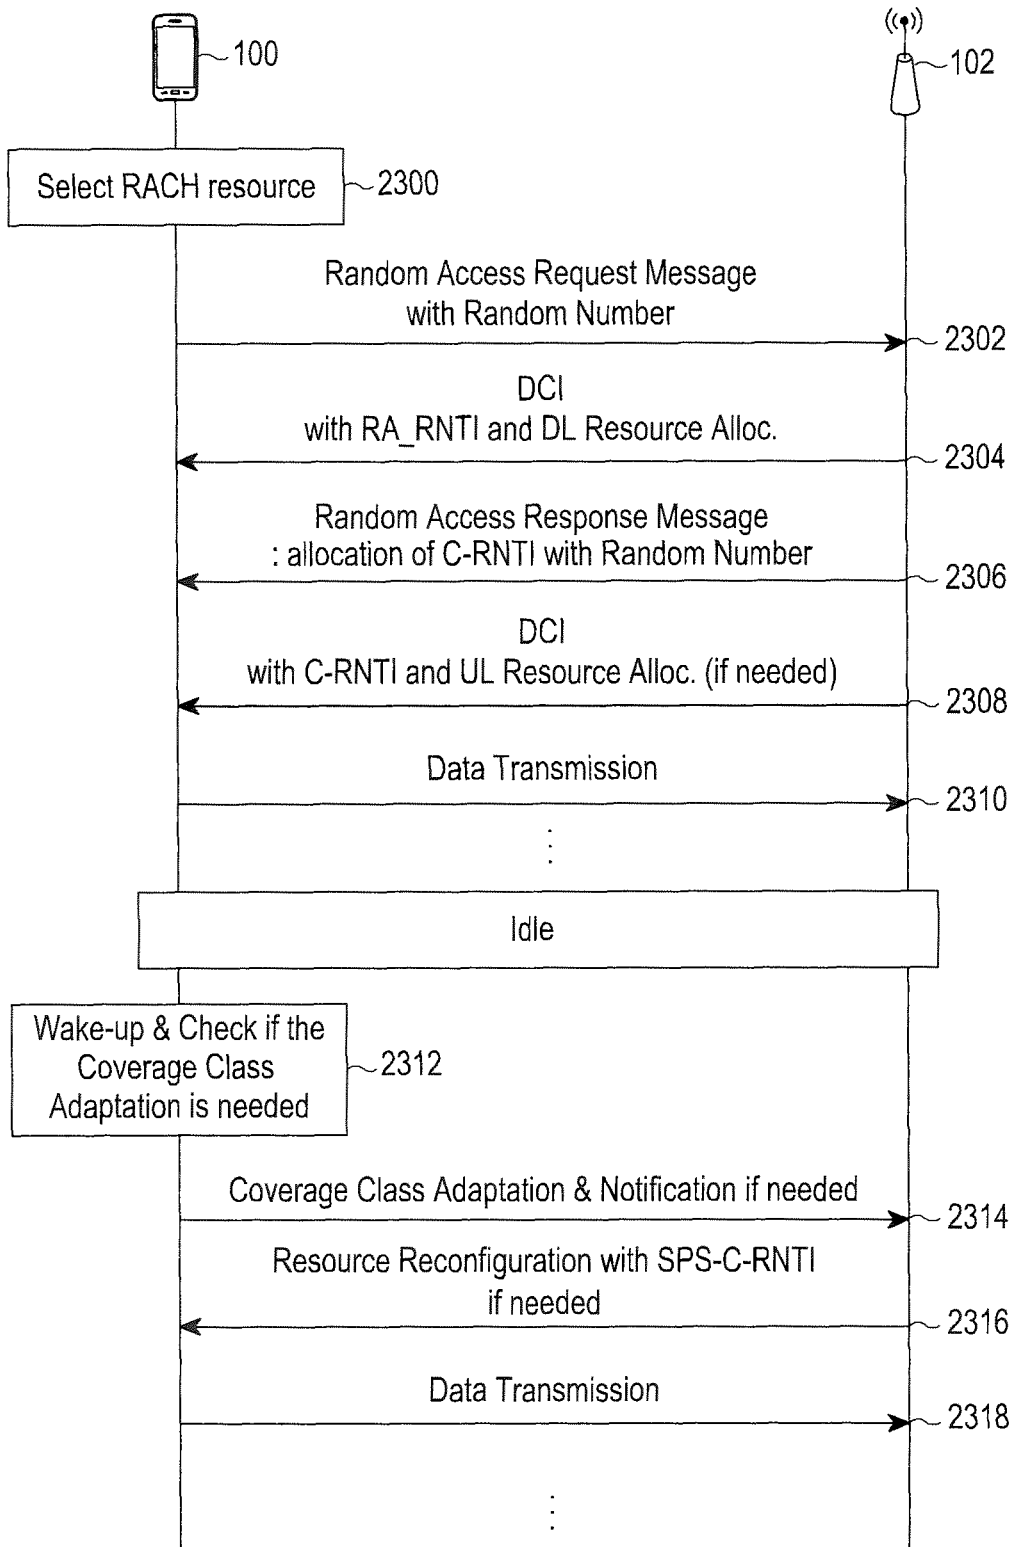 100
102
Select RACH resource
2300
Random Access Request Message
with Random Number
2302
DCI
with RA_RNTI and DL Resource Alloc.
2304
Random Access Response Message
: allocation of C-RNTI with Random Number
2306
DCI
with C-RNTI and UL Resource Alloc. (if needed)
2308
Data Transmission
2310
Idle
Wake-up & Check if the
Coverage Class
Adaptation is needed
2312
Coverage Class Adaptation & Notification if needed
2314
Resource Reconfiguration with SPS-C-RNTI
if needed
2316
Data Transmission
2318